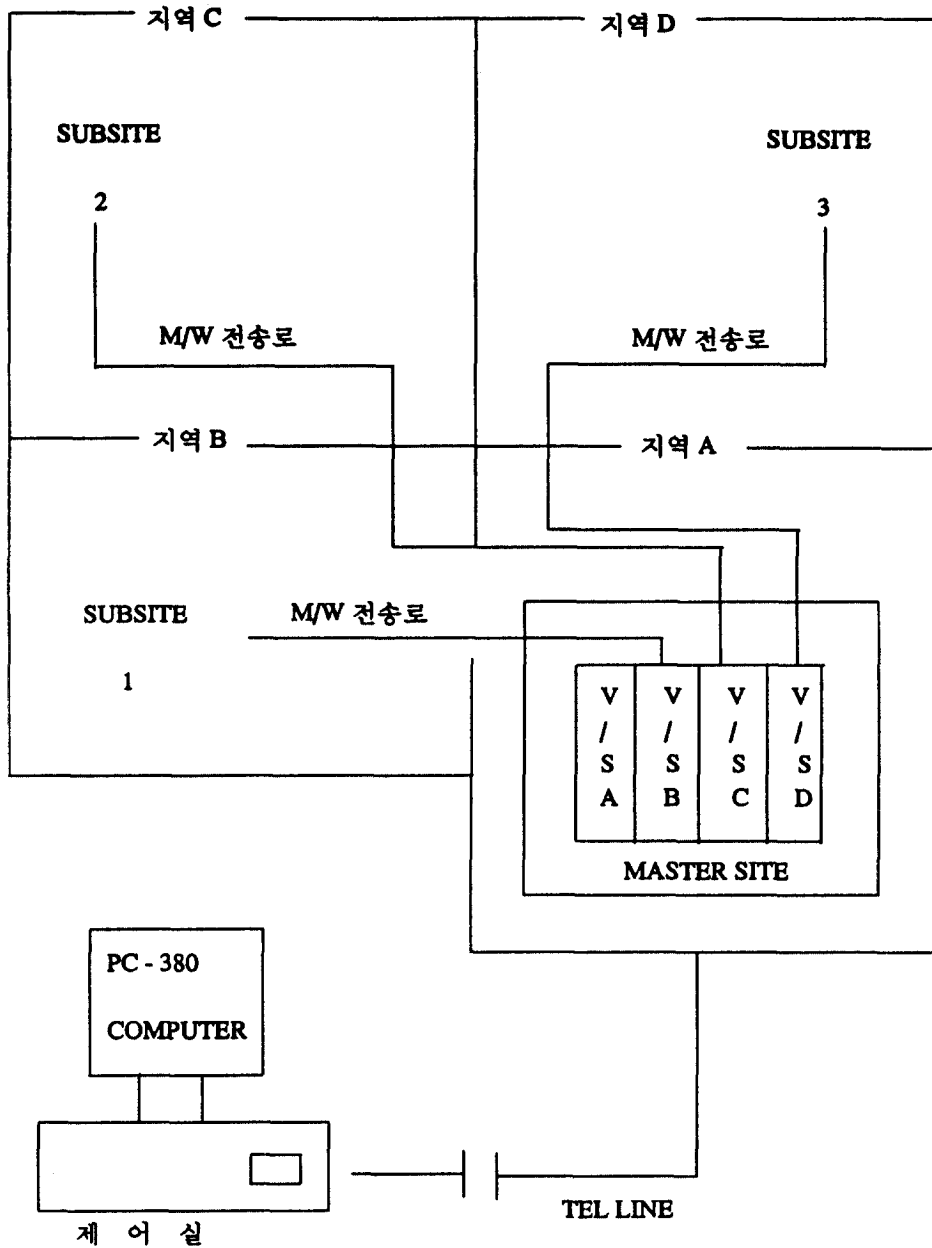 지역 C
지역 D
SUBSITE
2
SUBSITE
3
M/W 전송로
M/W 전송로
지역 B
지역 A
SUBSITE
1
M/W 전송로
V
/
S
A
V
/
S
B
V
/
S
C
V
/
S
D
MASTER SITE
PC - 380
COMPUTER
TEL LINE
제 어 실